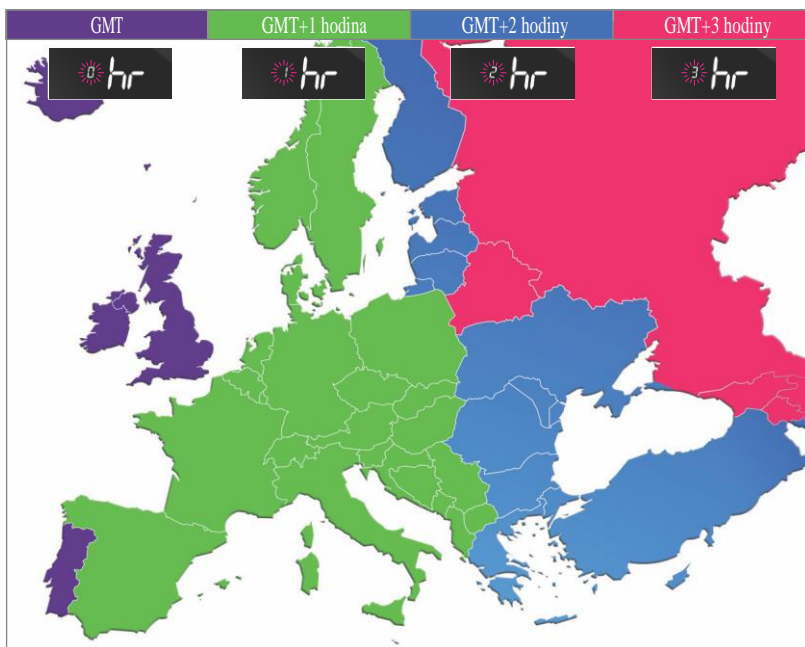 GMT
GMT+1 hodina
GMT+2 hodiny
GMT+3 hodiny
0 hr
1 hr
2 hr
3 hr